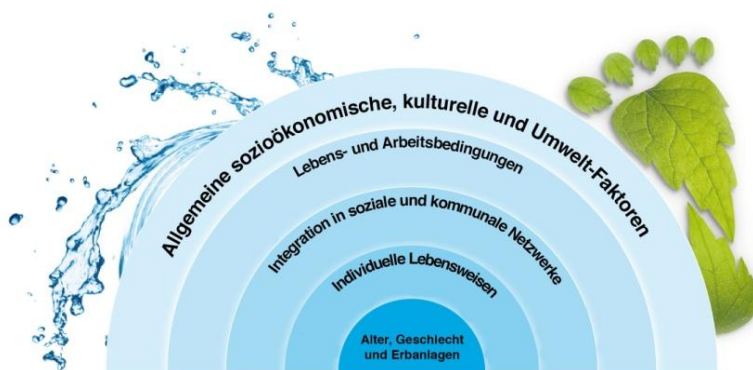 Allgemeine sozioökonomische, kulturelle und Umwelt-Faktoren
Lebens- und Arbeitsbedingungen
Integration in soziale und kommunale Netzwerke
Individuelle Lebensweisen
Alter, Geschlecht
und Erbanlagen